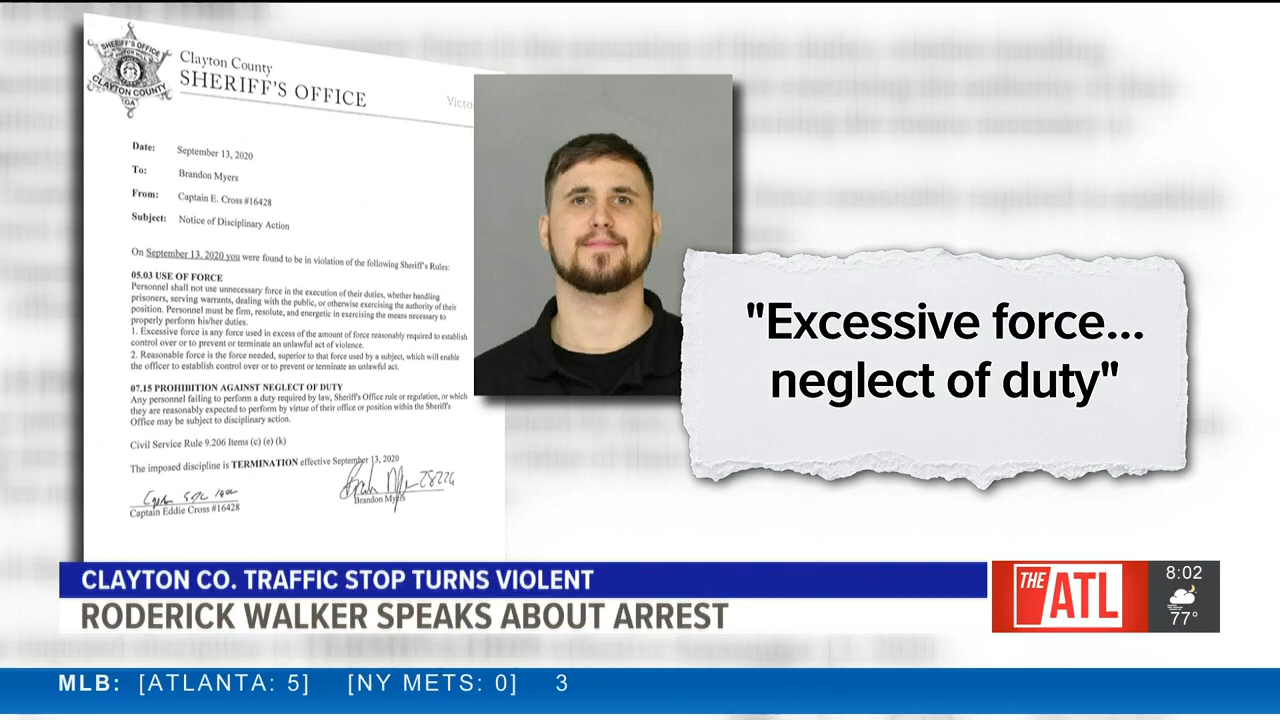 SHERIFF'S OFFICE
CLAYTON COUNTY
GA
Clayton County
SHERIFF'S OFFICE
Date: September 13, 2020
To: Brandon Myers
From: Captain E. Cross #16428
Subject: Notice of Disciplinary Action
On September 13, 2020 you were found to be in violation of the following Sheriff's Rules:
05.03 USE OF FORCE
Personnel shall not use unnecessary force in the execution of their duties, whether handling
prisoners, serving warrants, dealing with the public, or otherwise exercising the authority of their
position. Personnel must be firm, resolute, and energetic in exercising the means necessary to
properly perform his/her duties.
1. Excessive force is any force used in excess of the amount of force reasonably required to establish
control over or to prevent or terminate an unlawful act of violence.
2. Reasonable force is the force needed, superior to that force used by a subject, which will enable
the officer to establish control over or to prevent or terminate an unlawful act.
07.15 PROHIBITION AGAINST NEGLECT OF DUTY
Any personnel failing to perform a duty required by law, Sheriff's Office rule or regulation, or which
they are reasonably expected to perform by virtue of their office or position within the Sheriff's
Office may be subject to disciplinary action.
Civil Service Rule 9.206 Items (c) (e) (k)
The imposed discipline is TERMINATION effective September 13, 2020
Captain Eddie Cross #16428
Brandon Myers
"Excessive force...
neglect of duty"
CLAYTON CO. TRAFFIC STOP TURNS VIOLENT
RODERICK WALKER SPEAKS ABOUT ARREST
THE ATL
8:02
77°
MLB: [ATLANTA: 5] [NY METS: 0] 3